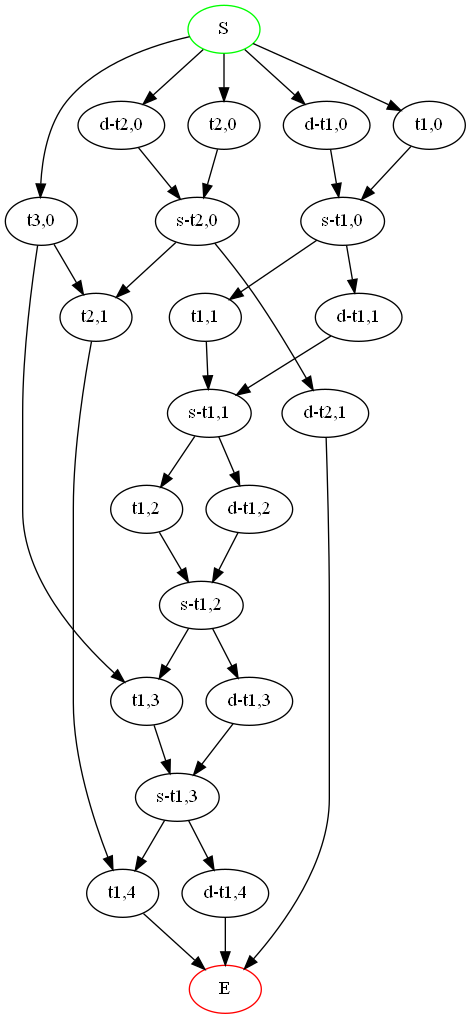 S
d-t2,0
t2,0
d-t1,0
t1,0
t3,0
s-t2,0
s-t1,0
t2,1
t1,1
d-t1,1
s-t1,1
d-t2,1
t1,2
d-t1,2
s-t1,2
t1,3
d-t1,3
s-t1,3
t1,4
d-t1,4
E